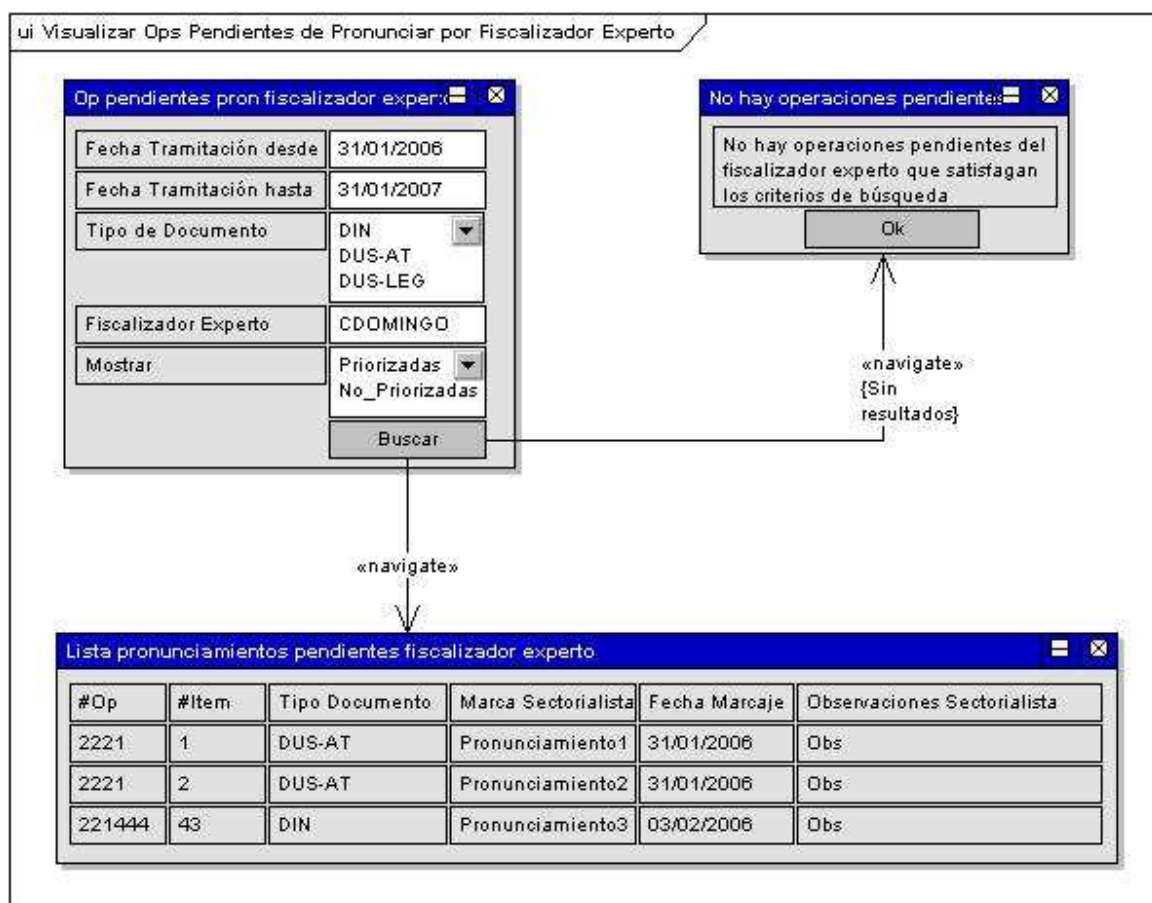 ui Visualizar Ops Pendientes de Pronunciar por Fiscalizador Experto
Op pendientes pron fiscalizador experto
Fecha Tramitación desde 31/01/2006
Fecha Tramitación hasta 31/01/2007
Tipo de Documento DIN
DUS-AT
DUS-LEG
Fiscalizador Experto CDOMINGO
Mostrar Priorizadas
No_Priorizadas
Buscar
No hay operaciones pendientes
No hay operaciones pendientes del
fiscalizador experto que satisfagan
los criterios de búsqueda
Ok
«navigate»
{Sin
resultados}
«navigate»
Lista pronunciamientos pendientes fiscalizador experto
#Op #Item Tipo Documento Marca Sectorialista Fecha Marcaje Observaciones Sectorialista
2221 1 DUS-AT Pronunciamiento1 31/01/2006 Obs
2221 2 DUS-AT Pronunciamiento2 31/01/2006 Obs
221444 43 DIN Pronunciamiento3 03/02/2006 Obs